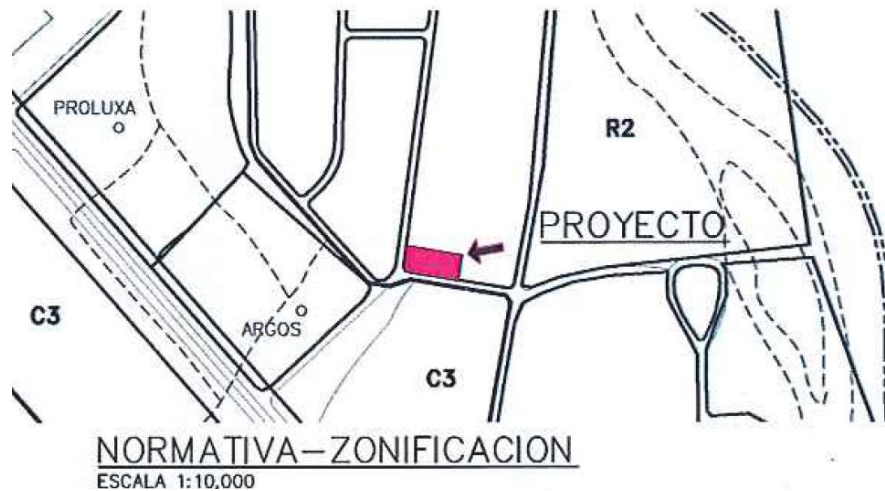 PROLUXA
R2
PROYECTO
C3
ARGOS
C3
NORMATIVA-ZONIFICACION
ESCALA 1:10,000